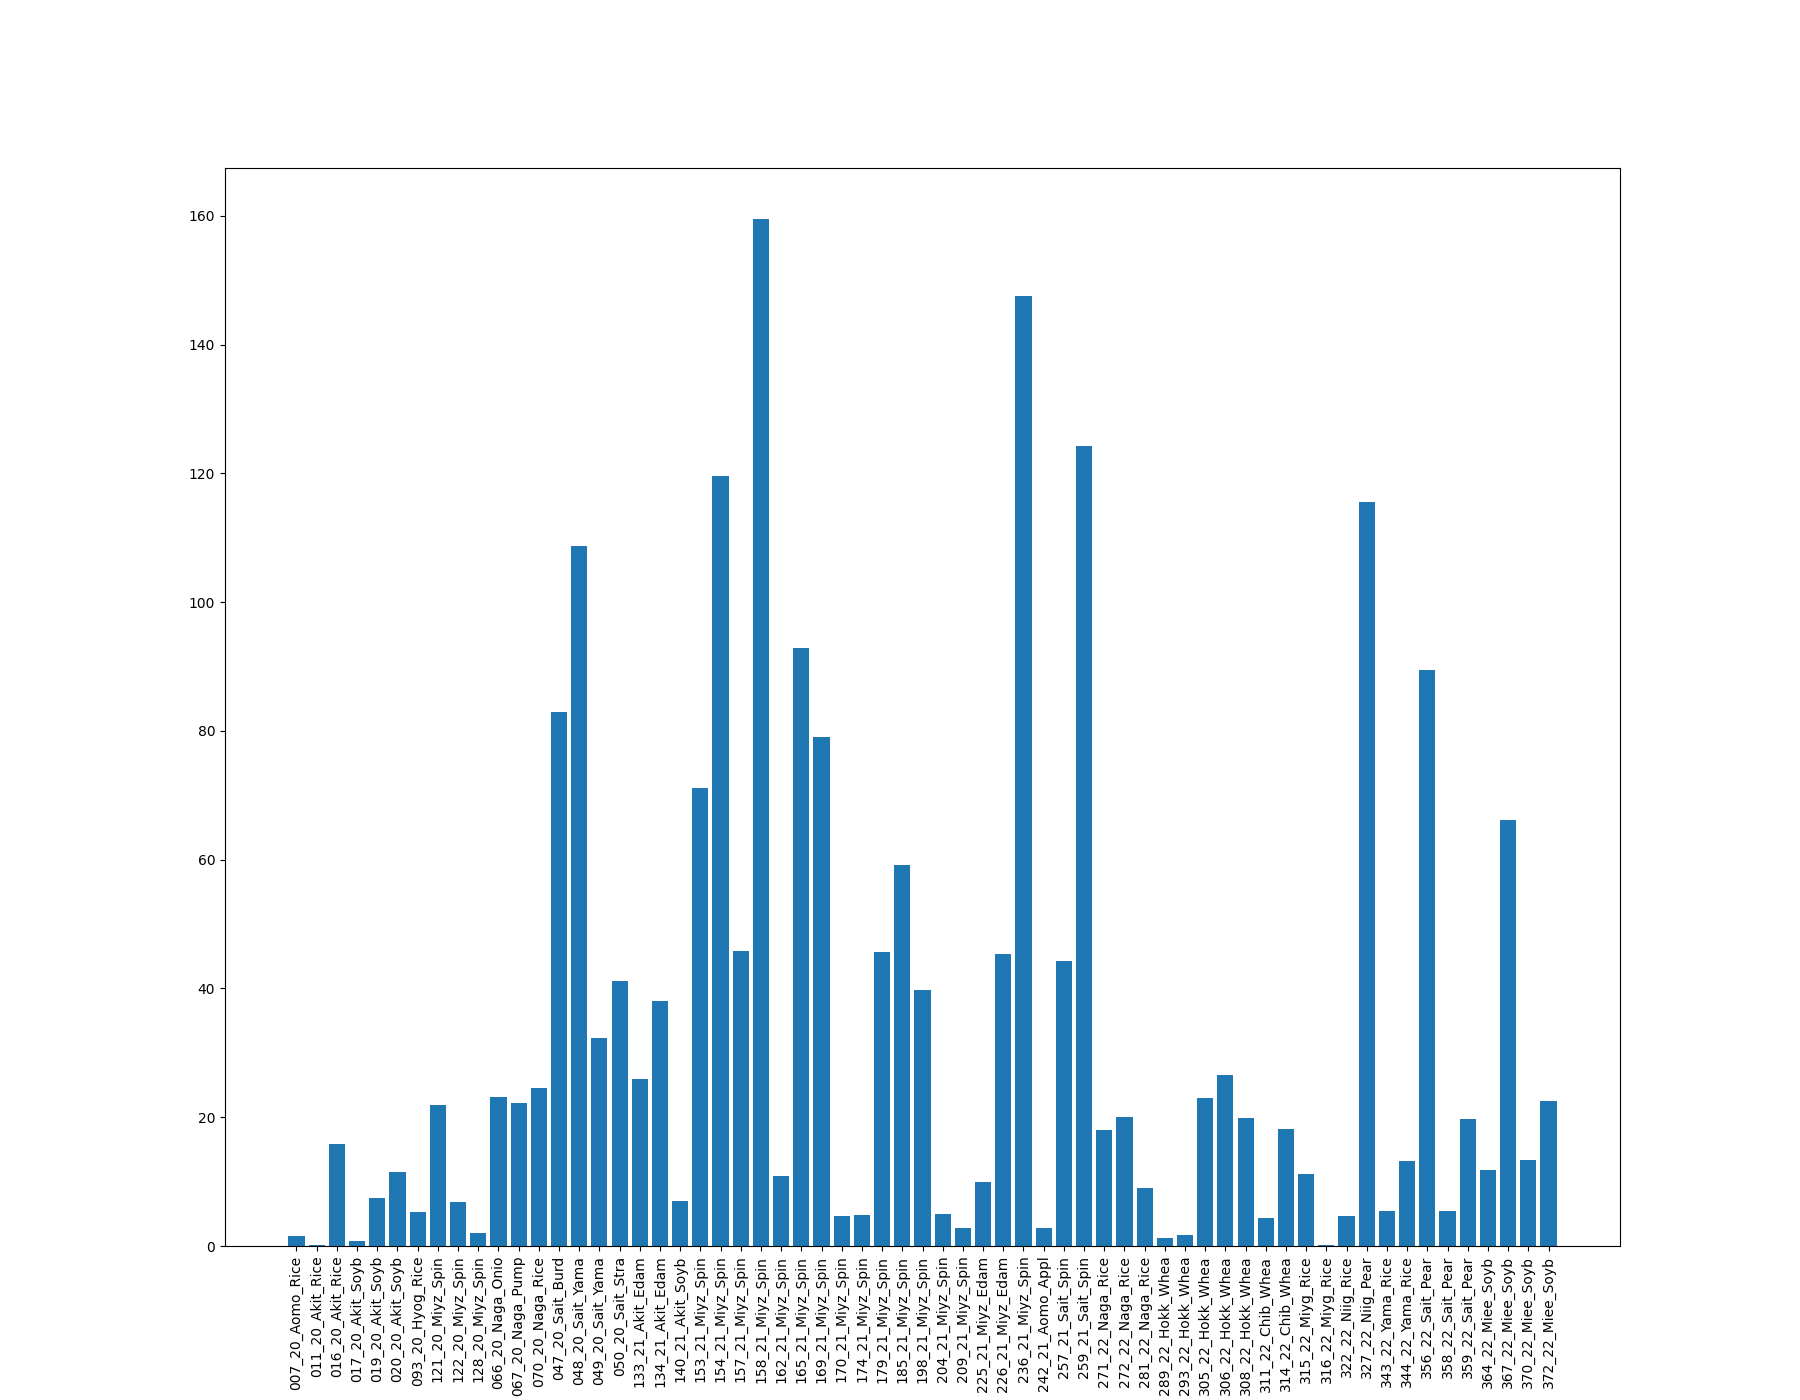 160
140
120
100
80
60
40
20
0
007_20_Aomo_Rice
011_20_Akit_Rice
016_20_Akit_Rice
017_20_Akit_Soyb
019_20_Akit_Soyb
020_20_Akit_Soyb
093_20_Hyog_Rice
121_20_Miyz_Spin
122_20_Miyz_Spin
128_20_Miyz_Spin
066_20_Naga_Onio
067_20_Naga_Pump
070_20_Naga_Rice
047_20_Sait_Burd
048_20_Sait_Yama
049_20_Sait_Yama
050_20_Sait_Stra
133_21_Akit_Edam
134_21_Akit_Edam
140_21_Akit_Soyb
153_21_Miyz_Spin
154_21_Miyz_Spin
157_21_Miyz_Spin
158_21_Miyz_Spin
162_21_Miyz_Spin
165_21_Miyz_Spin
169_21_Miyz_Spin
170_21_Miyz_Spin
174_21_Miyz_Spin
179_21_Miyz_Spin
185_21_Miyz_Spin
198_21_Miyz_Spin
204_21_Miyz_Spin
209_21_Miyz_Spin
225_21_Miyz_Edam
226_21_Miyz_Edam
236_21_Miyz_Spin
242_21_Aomo_Appl
257_21_Sait_Spin
259_21_Sait_Spin
271_22_Naga_Rice
272_22_Naga_Rice
281_22_Naga_Rice
289_22_Hokk_Whea
293_22_Hokk_Whea
305_22_Hokk_Whea
306_22_Hokk_Whea
308_22_Hokk_Whea
311_22_Chib_Whea
314_22_Chib_Whea
315_22_Miyg_Rice
316_22_Miyg_Rice
322_22_Niig_Rice
327_22_Niig_Pear
343_22_Yama_Rice
344_22_Yama_Rice
356_22_Sait_Pear
358_22_Sait_Pear
359_22_Sait_Pear
364_22_Miee_Soyb
367_22_Miee_Soyb
370_22_Miee_Soyb
372_22_Miee_Soyb